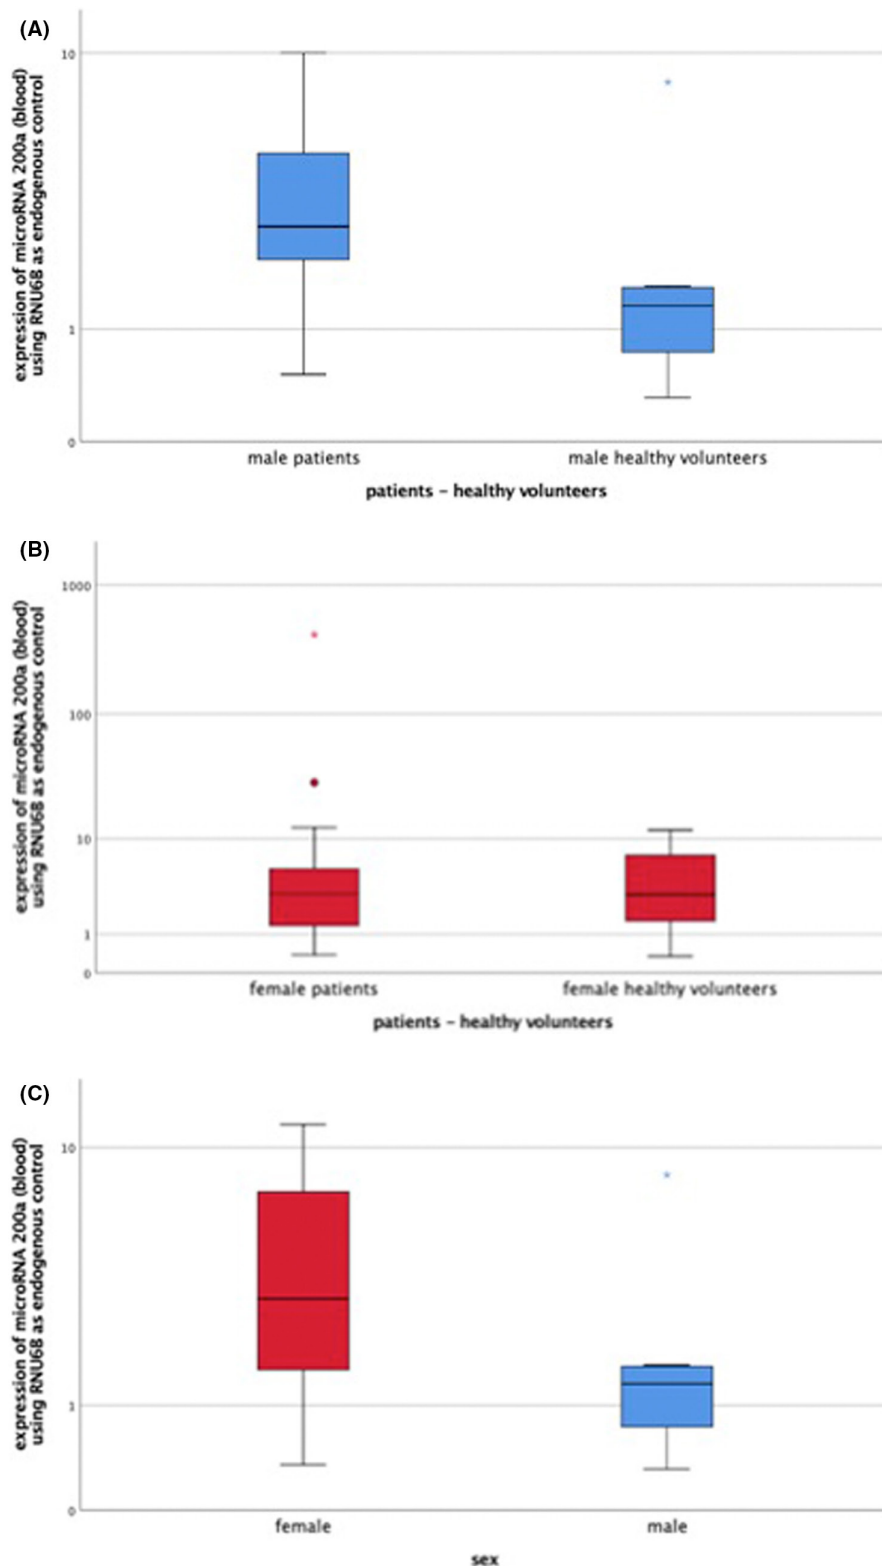 (A)
expression of microRNA 200a (blood)
using RNU6B as endogenous control
10
1
0
male patients
male healthy volunteers
patients – healthy volunteers
(B)
expression of microRNA 200a (blood)
using RNU6B as endogenous control
1000
100
10
1
0
female patients
female healthy volunteers
patients – healthy volunteers
(C)
expression of microRNA 200a (blood)
using RNU6B as endogenous control
10
1
0
female
male
sex